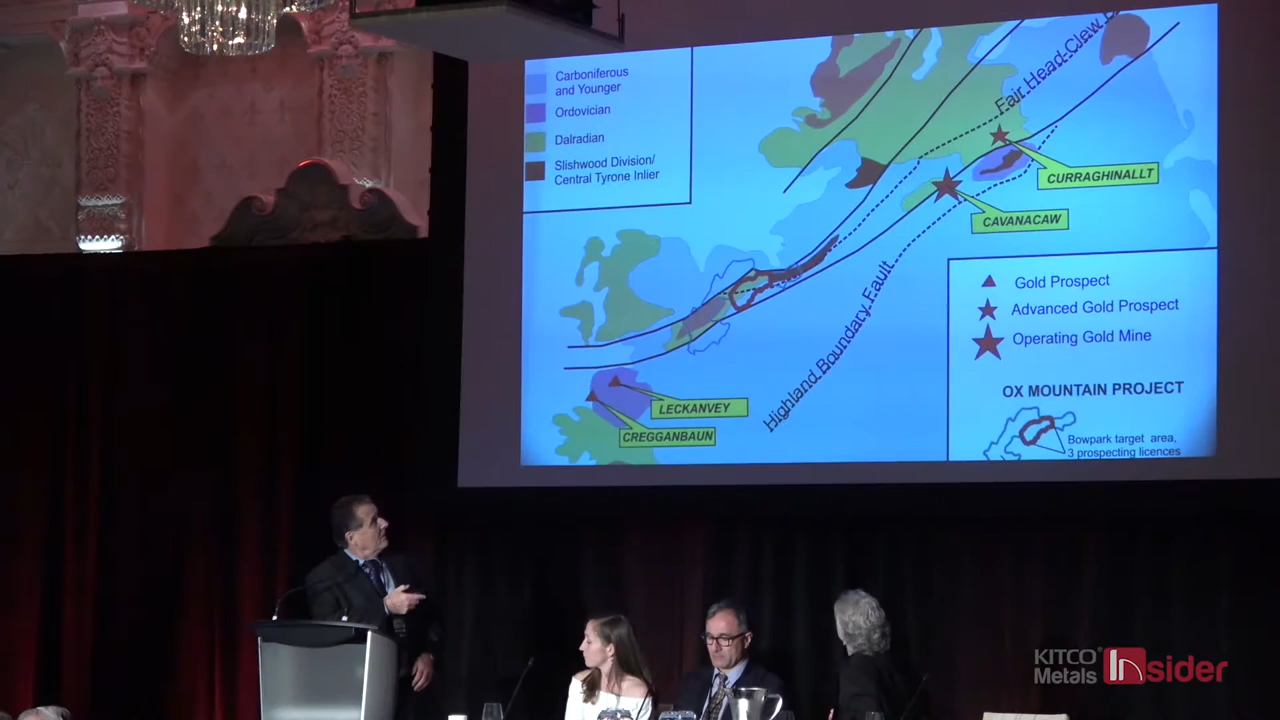 Carboniferous
and Younger
Ordovician
Dalradian
Slishwood Division/
Central Tyrone Inlier
Fair Head-Clew
CURRAGHINALLT
CAVANACAW
Highland Boundary Fault
LECKANVEY
CREGGANBAUN
Gold Prospect
Advanced Gold Prospect
Operating Gold Mine
OX MOUNTAIN PROJECT
Bowpark target area,
3 prospecting licences
KITCO
Metals
Insider